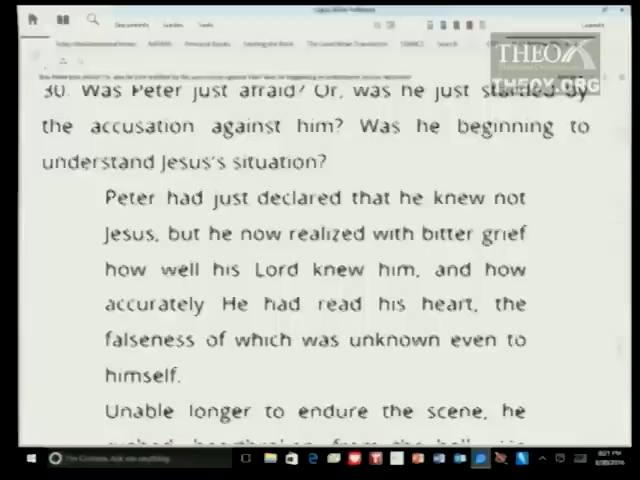 THEOX
THEOX.ORG
30. Was Peter just afraid? Or, was he just startled by
the accusation against him? Was he beginning to
understand Jesus's situation?
Peter had just declared that he knew not
Jesus, but he now realized with bitter grief
how well his Lord knew him, and how
accurately He had read his heart, the
falseness of which was unknown even to
himself.
Unable longer to endure the scene, he
from the hall.